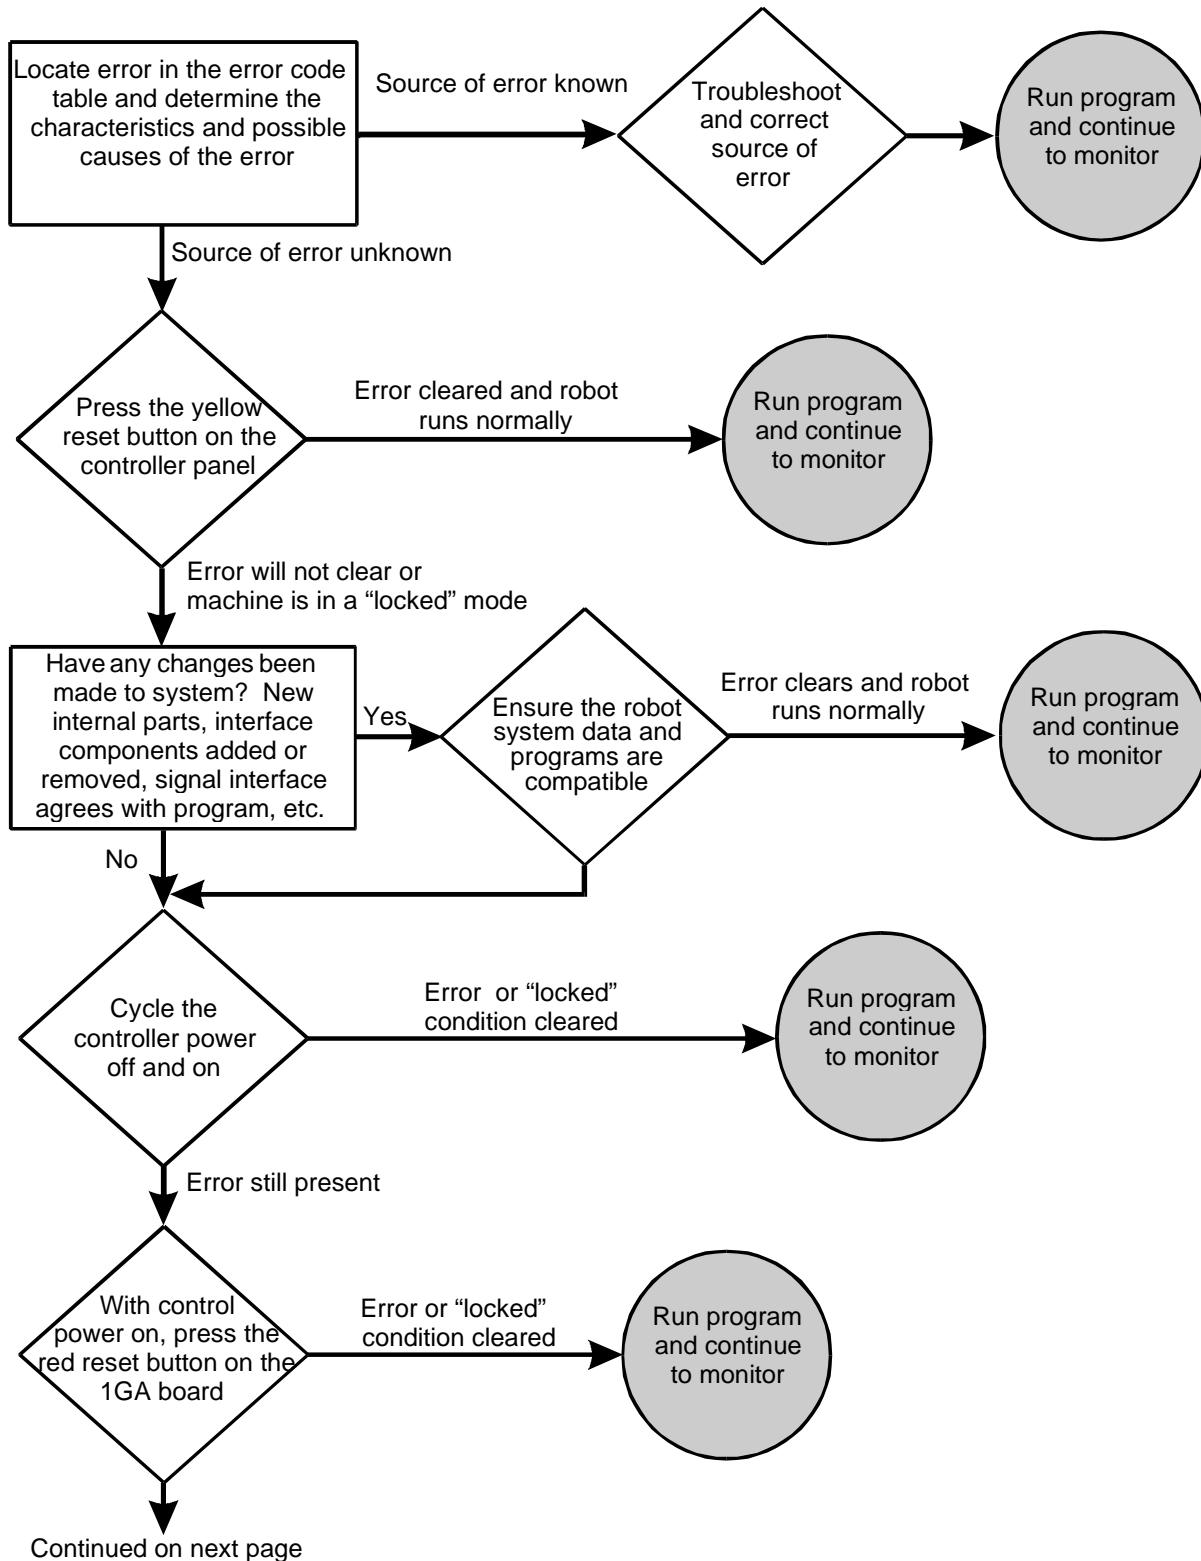 Locate error in the error code
table and determine the
characteristics and possible
causes of the error
Source of error known
Troubleshoot
and correct
source of
error
Run program
and continue
to monitor
Source of error unknown
Press the yellow
reset button on the
controller panel
Error cleared and robot
runs normally
Run program
and continue
to monitor
Error will not clear or
machine is in a “locked” mode
Have any changes been
made to system? New
internal parts, interface
components added or
removed, signal interface
agrees with program, etc.
Yes
Ensure the robot
system data and
programs are
compatible
Error clears and robot
runs normally
Run program
and continue
to monitor
No
Cycle the
controller power
off and on
Error or “locked”
condition cleared
Run program
and continue
to monitor
Error still present
With control
power on, press the
red reset button on the
1GA board
Error or “locked”
condition cleared
Run program
and continue
to monitor
Continued on next page